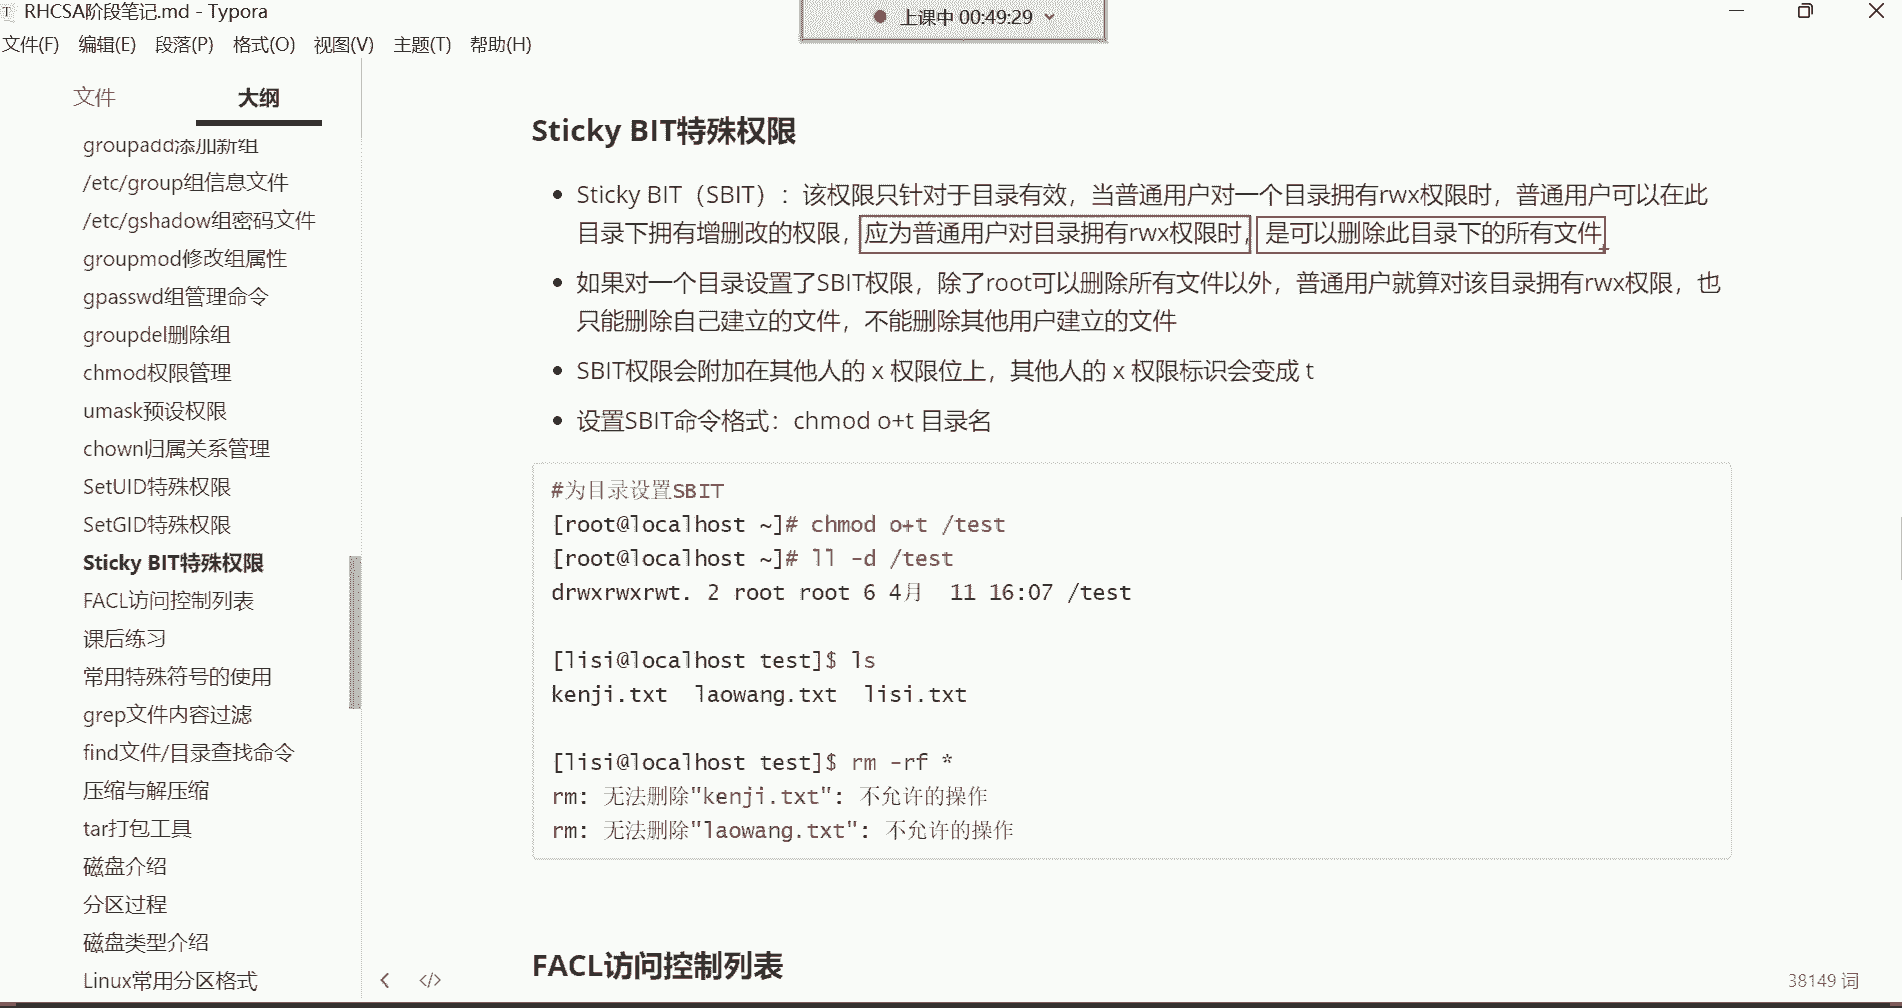 RHCSA阶段笔记.md - Typora
上课中 00:49:29
文件(F) 编辑(E) 段落(P) 格式(O) 视图(V) 主题(T) 帮助(H)
文件 大纲
groupadd添加新组
/etc/group组信息文件
/etc/gshadow组密码文件
groupmod修改组属性
gpasswd组管理命令
groupdel删除组
chmod权限管理
umask预设权限
chownl归属关系管理
SetUID特殊权限
SetGID特殊权限
Sticky BIT特殊权限
FACL访问控制列表
课后练习
常用特殊符号的使用
grep文件内容过滤
find文件/目录查找命令
压缩与解压缩
tar打包工具
磁盘介绍
分区过程
磁盘类型介绍
Linux常用分区格式
Sticky BIT特殊权限
Sticky BIT（SBIT）：该权限只针对于目录有效，当普通用户对一个目录拥有rwx权限时，普通用户可以在此
目录下拥有增删改的权限，应为普通用户对目录拥有rwx权限时，是可以删除此目录下的所有文件
如果对一个目录设置了SBIT权限，除了root可以删除所有文件以外，普通用户就算对该目录拥有rwx权限，也
只能删除自己建立的文件，不能删除其他用户建立的文件
SBIT权限会附加在其他人的 x 权限位上，其他人的 x 权限标识会变成 t
设置SBIT命令格式：chmod o+t 目录名
#为目录设置SBIT
[root@localhost ~]# chmod o+t /test
[root@localhost ~]# ll -d /test
drwxrwxrwt. 2 root root 6 4月  11 16:07 /test
[lisi@localhost test]$ ls
kenji.txt  laowang.txt  lisi.txt
[lisi@localhost test]$ rm -rf *
rm: 无法删除"kenji.txt": 不允许的操作
rm: 无法删除"laowang.txt": 不允许的操作
FACL访问控制列表
</> 38149 词